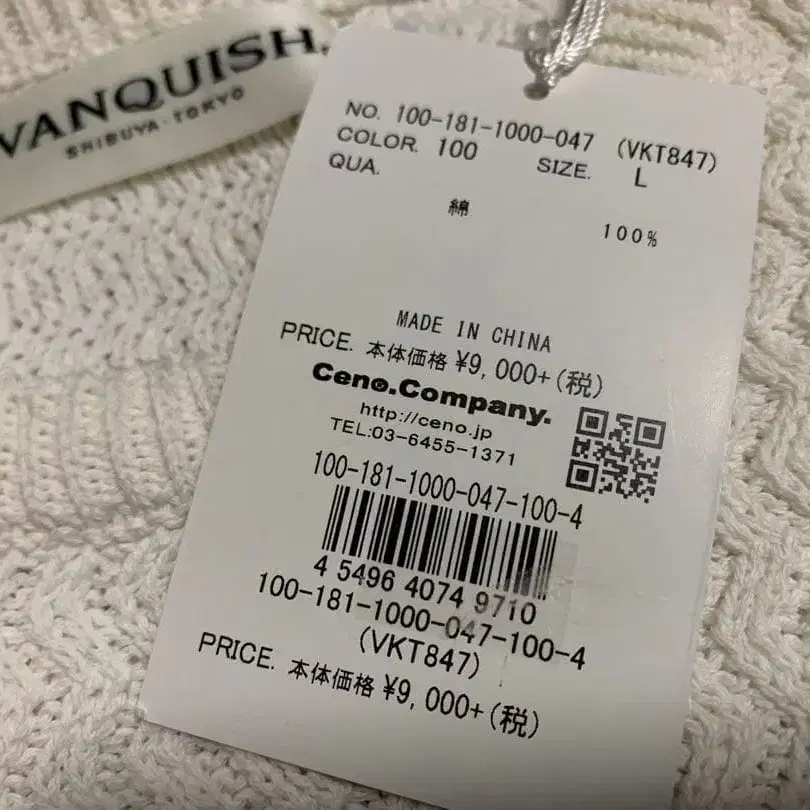 VANQUISH.
SHIBUYA・TOKYO
NO. 100-181-1000-047 (VKT847)
COLOR. 100 SIZE. L
QUA.
綿 100%
MADE IN CHINA
PRICE. 本体価格 ¥9,000+(税)
Ceno.Company.
http://ceno.jp
TEL:03-6455-1371
100-181-1000-047-100-4
4 54964074 9710
100-181-1000-047-100-4
(VKT847)
PRICE. 本体価格 ¥9,000+(税)